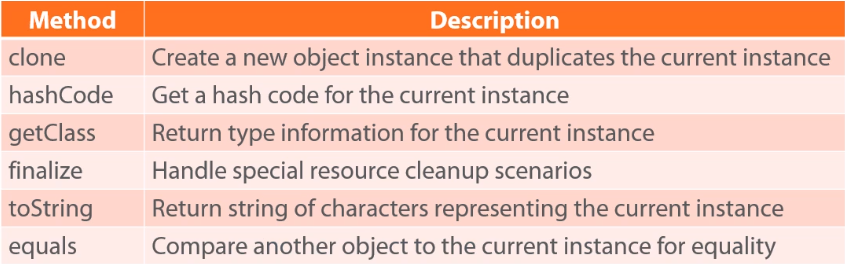 Method Description
clone Create a new object instance that duplicates the current instance
hashCode Get a hash code for the current instance
getClass Return type information for the current instance
finalize Handle special resource cleanup scenarios
toString Return string of characters representing the current instance
equals Compare another object to the current instance for equality